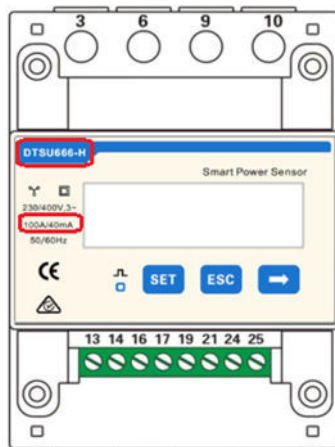 3 6 9 10
DTSU666-H
Smart Power Sensor
230/400V,3~
100A/40mA
50/60Hz
CE
SET ESC
13 14 16 17 19 21 24 25